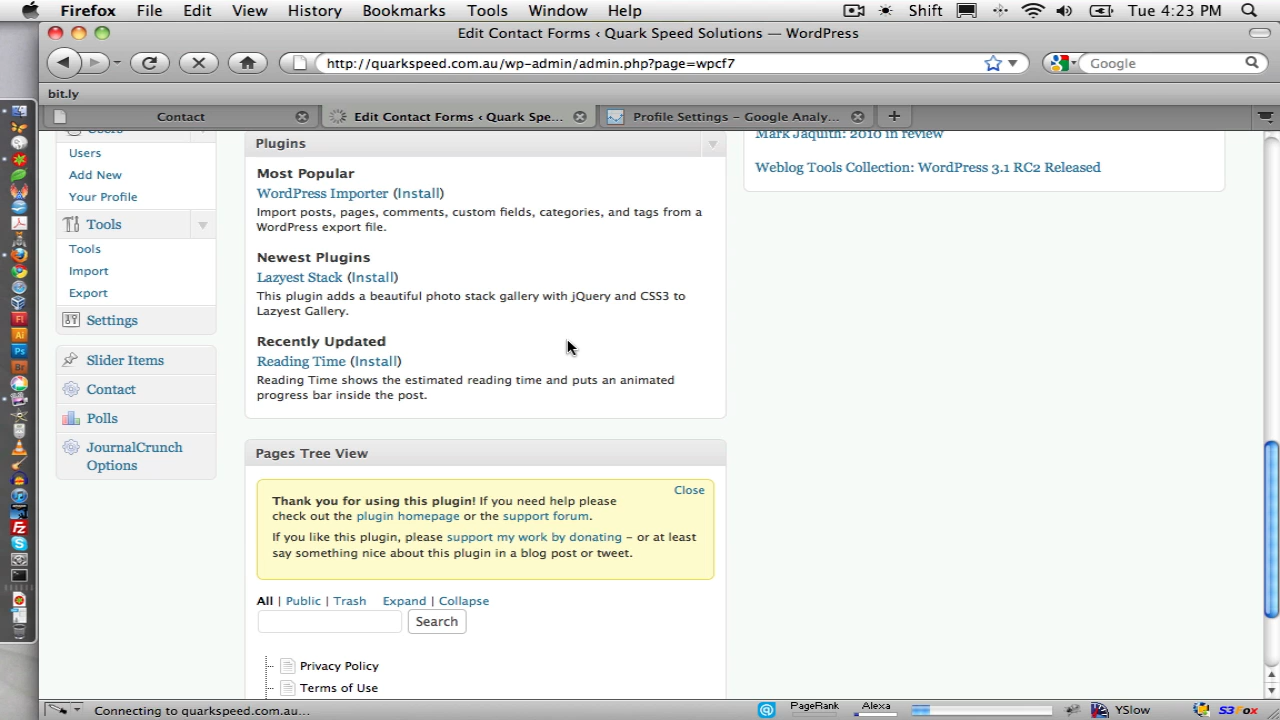 Firefox File Edit View History Bookmarks Tools Window Help Shift Tue 4:23 PM
Edit Contact Forms ‹ Quark Speed Solutions — WordPress
http://quarkspeed.com.au/wp-admin/admin.php?page=wpcf7
Google
bit.ly
Contact
Edit Contact Forms ‹ Quark Spe...
Profile Settings - Google Analy...
Users
Users
Add New
Your Profile
Tools
Tools
Import
Export
Settings
Slider Items
Contact
Polls
JournalCrunch
Options
Plugins
Most Popular
WordPress Importer (Install)
Import posts, pages, comments, custom fields, categories, and tags from a
WordPress export file.
Newest Plugins
Lazyest Stack (Install)
This plugin adds a beautiful photo stack gallery with jQuery and CSS3 to
Lazyest Gallery.
Recently Updated
Reading Time (Install)
Reading Time shows the estimated reading time and puts an animated
progress bar inside the post.
Pages Tree View
Close
Thank you for using this plugin! If you need help please
check out the plugin homepage or the support forum.
If you like this plugin, please support my work by donating – or at least
say something nice about this plugin in a blog post or tweet.
All | Public | Trash Expand | Collapse
Search
Privacy Policy
Terms of Use
Mark Jaquith: 2010 in review
Weblog Tools Collection: WordPress 3.1 RC2 Released
Fl
Ai
Ps
Br
Fz
Connecting to quarkspeed.com.au...
PageRank
Alexa
YSlow
S3Fox